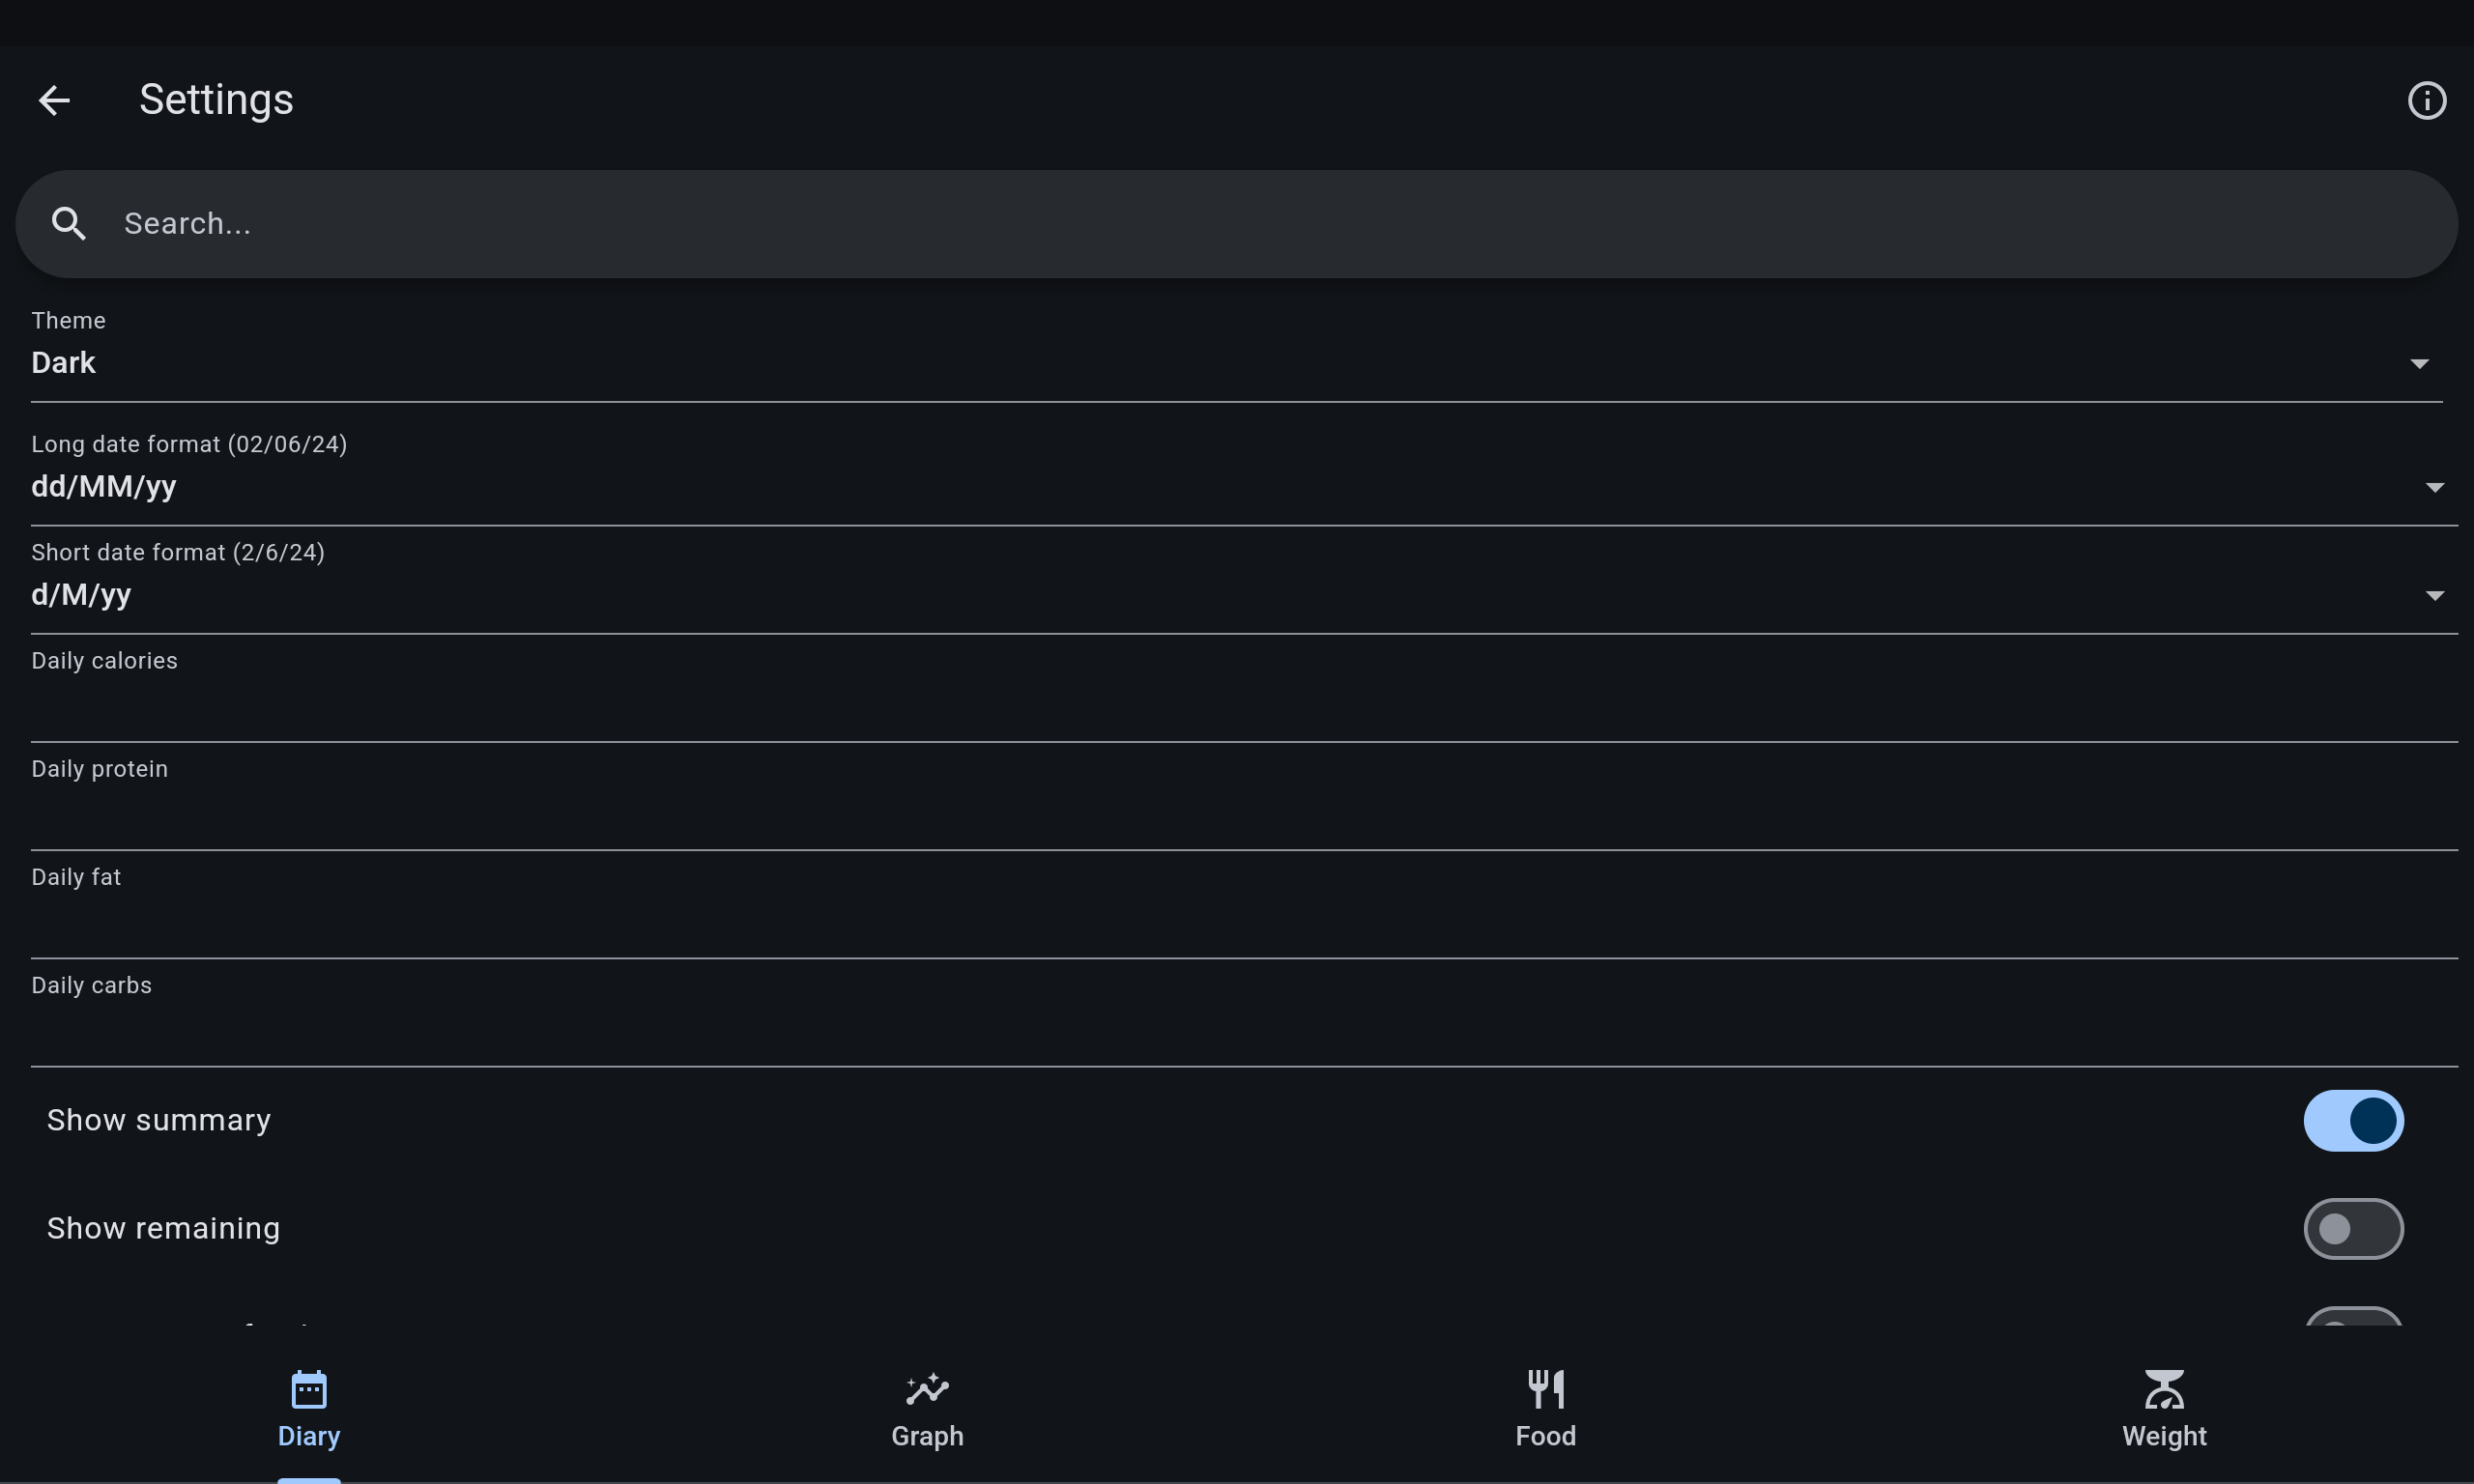 Settings
Search...
Theme
Dark
Long date format (02/06/24)
dd/MM/yy
Short date format (2/6/24)
d/M/yy
Daily calories
Daily protein
Daily fat
Daily carbs
Show summary
Show remaining
Diary
Graph
Food
Weight